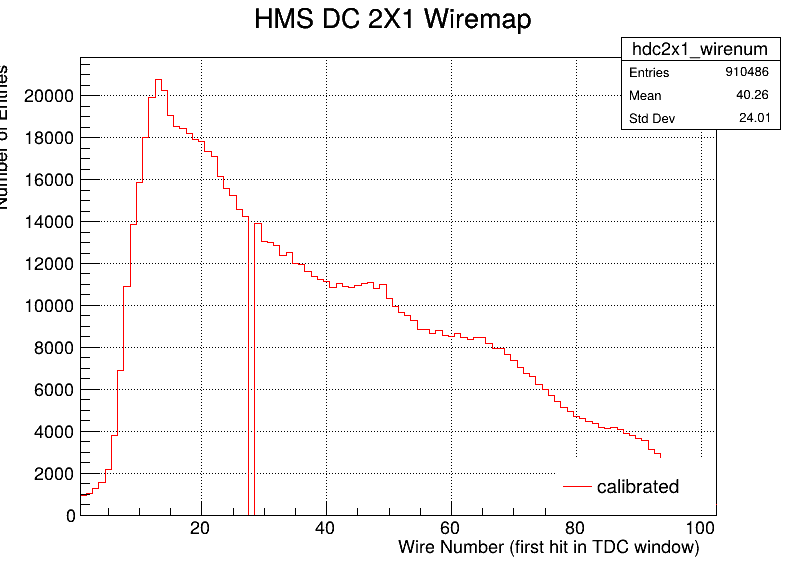 HMS DC 2X1 Wiremap
hdc2x1_wirenum
Entries 910486
Mean 40.26
Std Dev 24.01
Number of Entries
20000
18000
16000
14000
12000
10000
8000
6000
4000
2000
0
calibrated
20 40 60 80 100
Wire Number (first hit in TDC window)